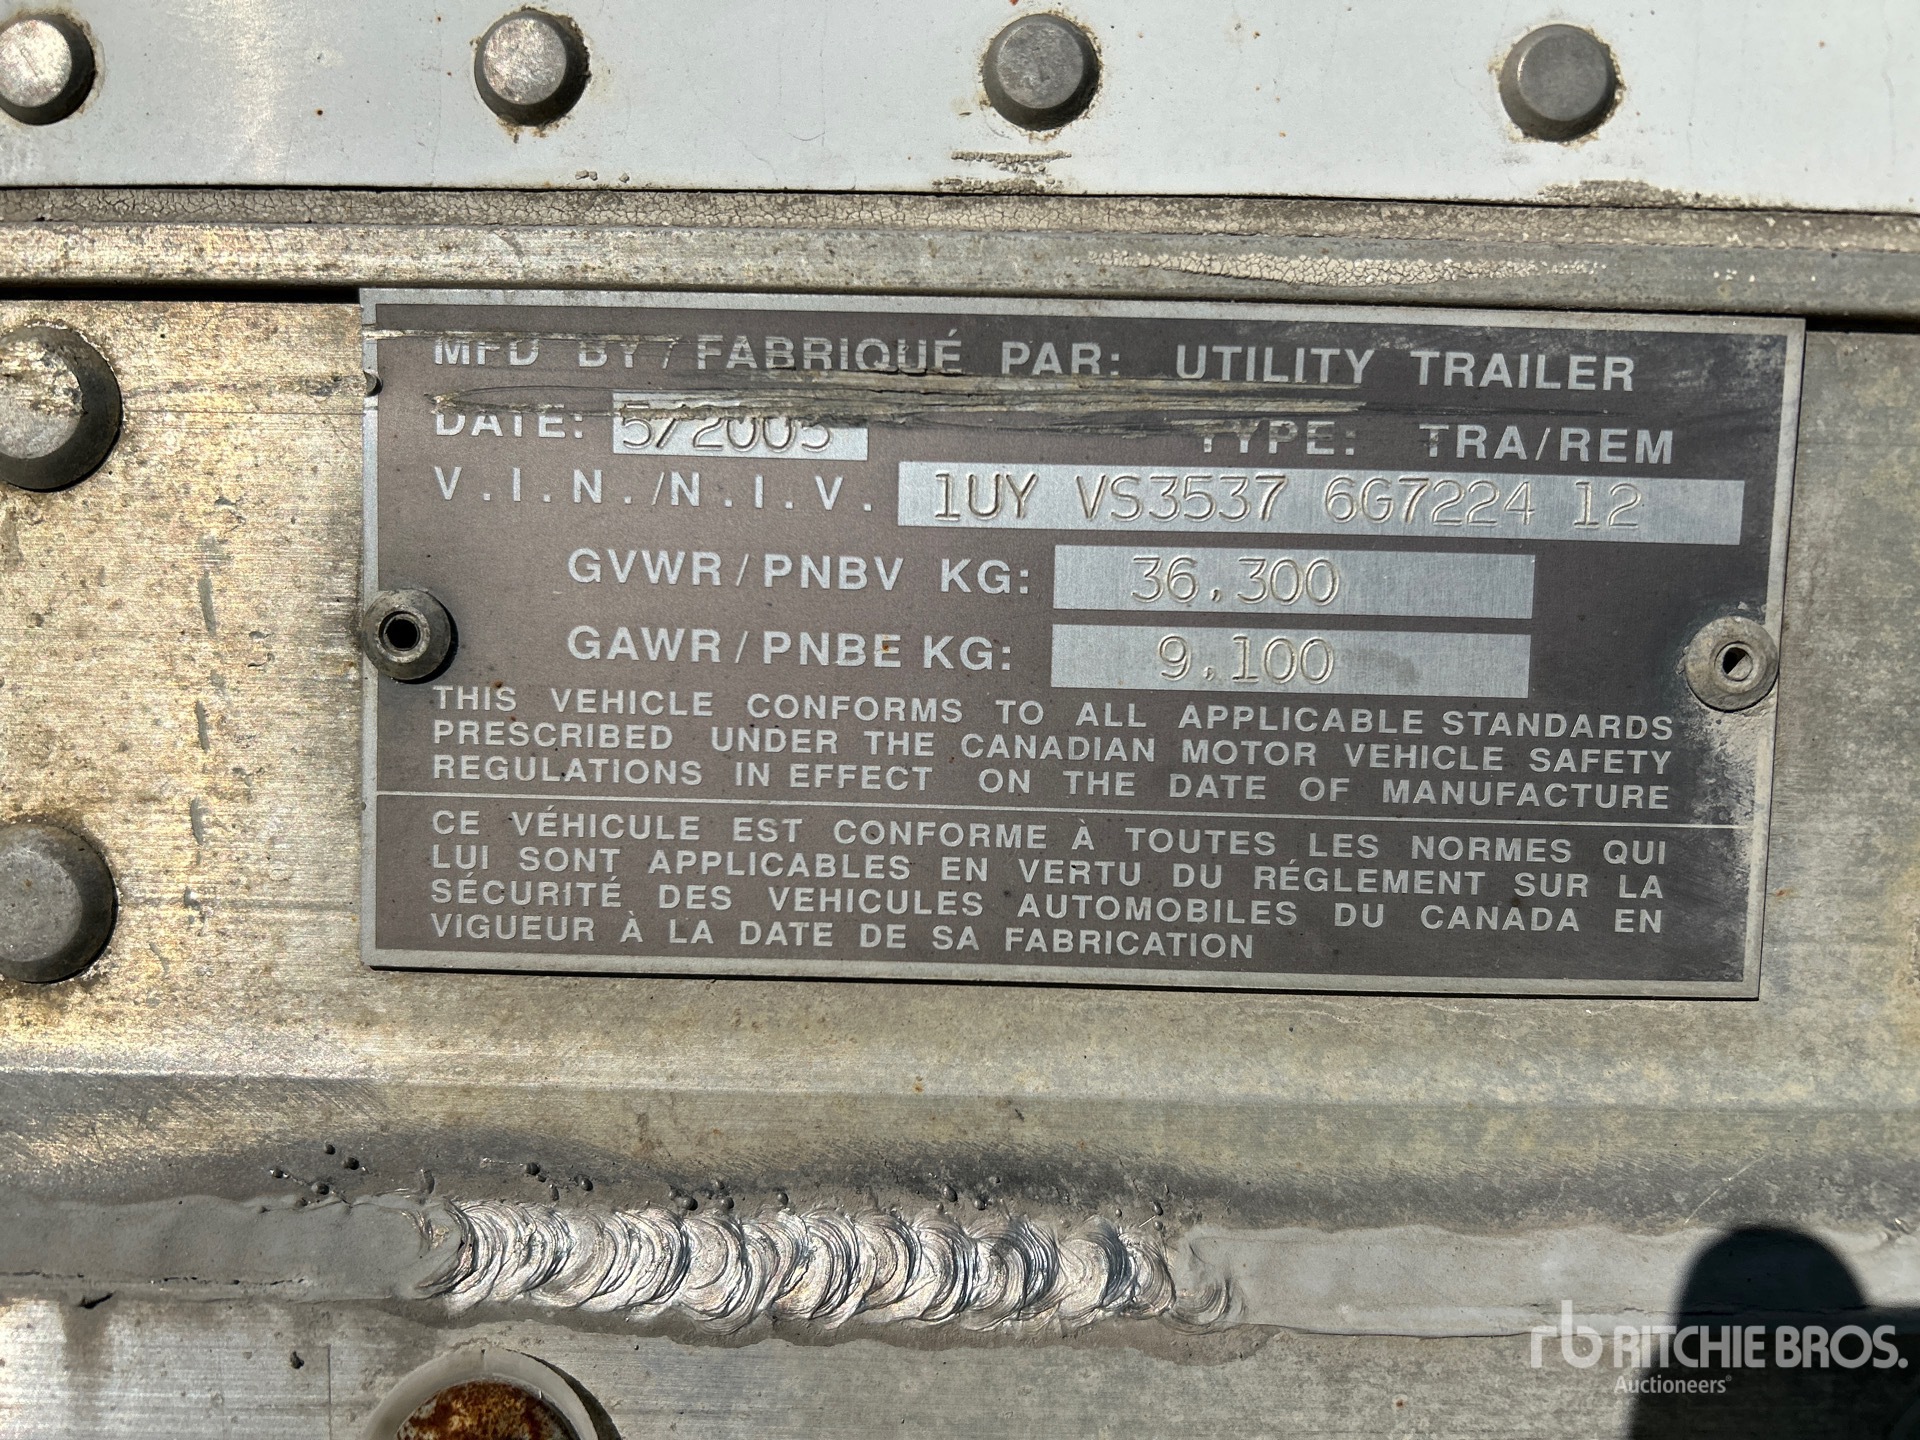 MFD BY / FABRIQUÉ PAR: UTILITY TRAILER
DATE: 5/2005 TYPE: TRA/REM
V.I.N./N.I.V. 1UY VS3537 6G7224 12
GVWR/PNBV KG: 36,300
GAWR/PNBE KG: 9,100
THIS VEHICLE CONFORMS TO ALL APPLICABLE STANDARDS
PRESCRIBED UNDER THE CANADIAN MOTOR VEHICLE SAFETY
REGULATIONS IN EFFECT ON THE DATE OF MANUFACTURE
CE VÉHICULE EST CONFORME À TOUTES LES NORMES QUI
LUI SONT APPLICABLES EN VERTU DU RÉGLEMENT SUR LA
SÉCURITÉ DES VEHICULES AUTOMOBILES DU CANADA EN
VIGUEUR À LA DATE DE SA FABRICATION
rb RITCHIE BROS.
Auctioneers